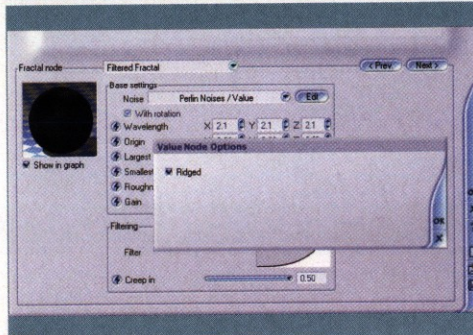 Fractal node
Filtered Fractal
< Prev
Next >
Base settings
Noise
Perlin Noises / Value
Edit
With rotation
Wavelength X 2.1 Y 2.1 Z 2.1
Origin
Largest
Smallest
Roughn
Gain
Show in graph
Value Node Options
Ridged
OK
X
Filtering
Filter
Creep in
0.50